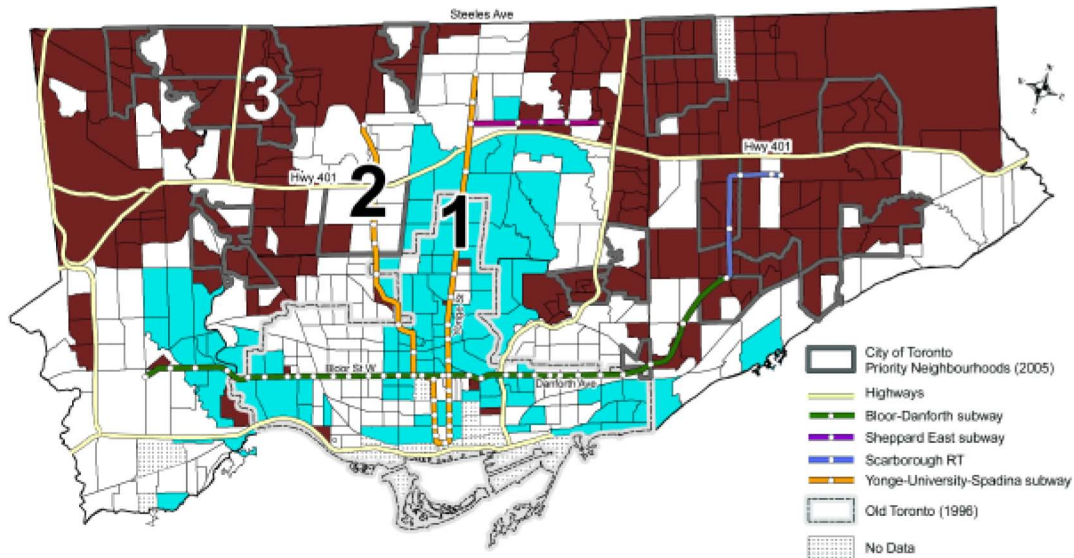 Steeles Ave
3
Hwy 401
Hwy 401
2
1
Yonge St
Bloor St W
Danforth Ave
City of Toronto
Priority Neighbourhoods (2005)
Highways
Bloor-Danforth subway
Sheppard East subway
Scarborough RT
Yonge-University-Spadina subway
Old Toronto (1996)
No Data